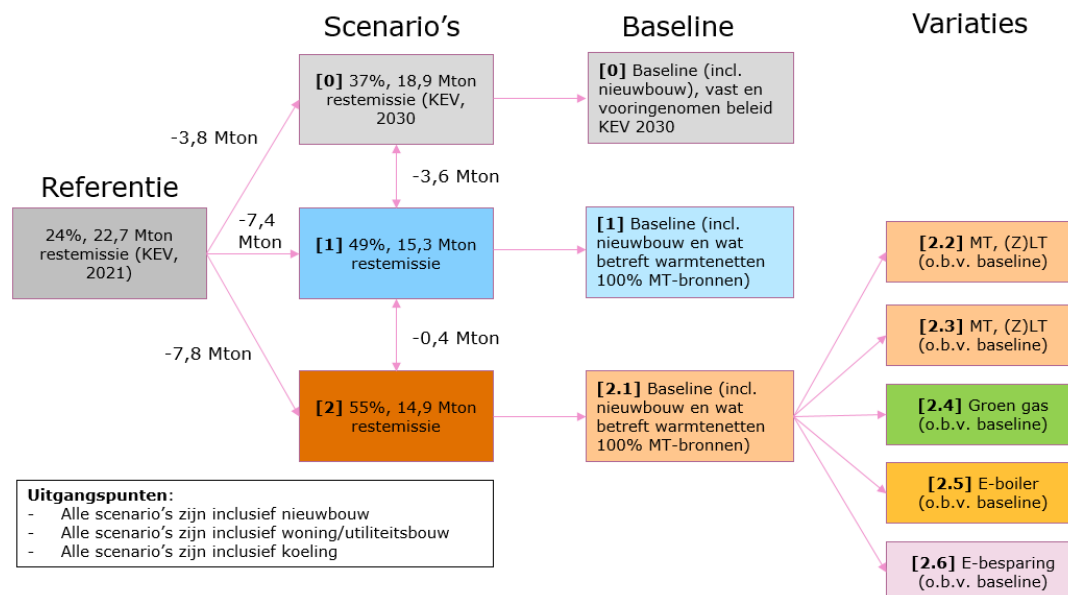 Scenario's
Baseline
Variaties
[0] 37%, 18,9 Mton
restemissie (KEV,
2030
[0] Baseline (incl.
nieuwbouw), vast en
vooringenomen beleid
KEV 2030
-3,8 Mton
-3,6 Mton
Referentie
24%, 22,7 Mton
restemissie (KEV,
2021)
-7,4
Mton
[1] 49%, 15,3 Mton
restemissie
[1] Baseline (incl.
nieuwbouw en wat
betreft warmtenetten
100% MT-bronnen)
[2.2] MT, (Z)LT
(o.b.v. baseline)
-0,4 Mton
[2.3] MT, (Z)LT
(o.b.v. baseline)
-7,8 Mton
[2] 55%, 14,9 Mton
restemissie
[2.1] Baseline (incl.
nieuwbouw en wat
betreft warmtenetten
100% MT-bronnen)
[2.4] Groen gas
(o.b.v. baseline)
[2.5] E-boiler
(o.b.v. baseline)
[2.6] E-besparing
(o.b.v. baseline)
Uitgangspunten:
- Alle scenario's zijn inclusief nieuwbouw
- Alle scenario's zijn inclusief woning/utiliteitsbouw
- Alle scenario's zijn inclusief koeling